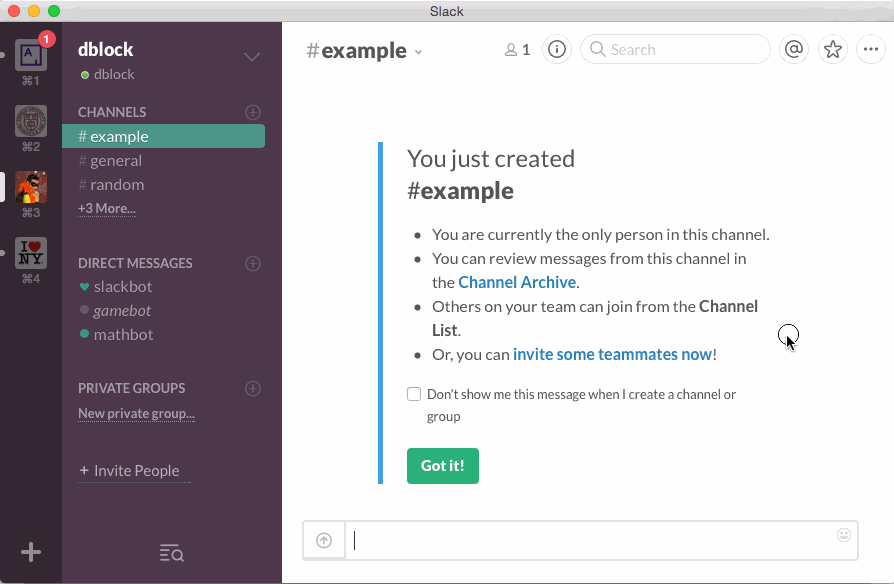 Slack
1
A
⌘1
⌘2
⌘3
I ♥
NY
⌘4
dblock
dblock
CHANNELS
# example
# general
# random
+3 More...
DIRECT MESSAGES
slackbot
gamebot
mathbot
PRIVATE GROUPS
New private group...
+ Invite People
#example
1
Search
@
You just created
#example
• You are currently the only person in this channel.
• You can review messages from this channel in
the Channel Archive.
• Others on your team can join from the Channel
List.
• Or, you can invite some teammates now!
Don't show me this message when I create a channel or
group
Got it!